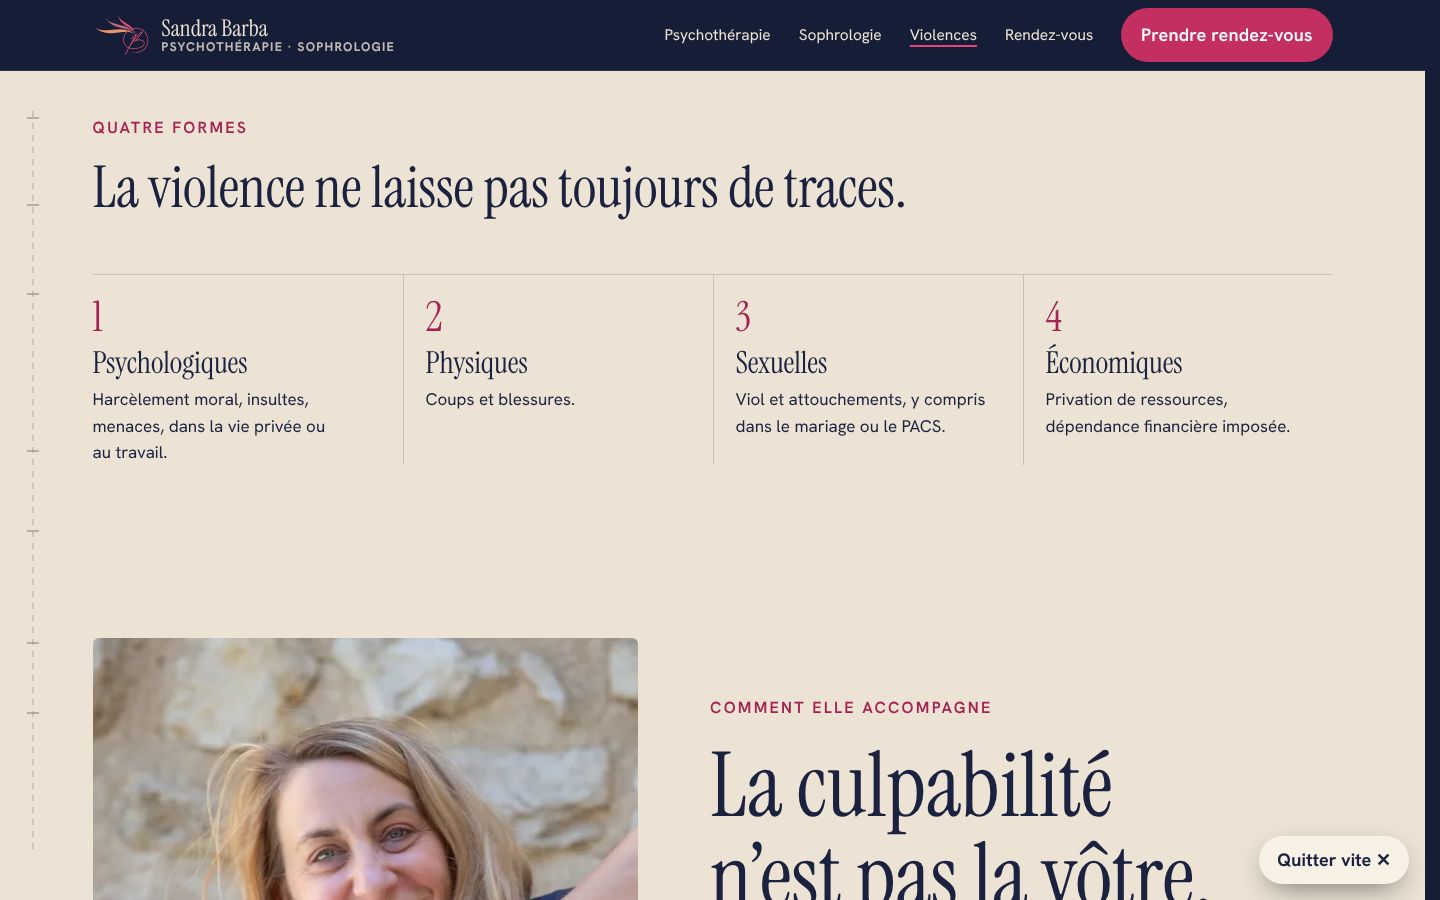 Sandra Barba
PSYCHOTHÉRAPIE · SOPHROLOGIE
Psychothérapie
Sophrologie
Violences
Rendez-vous
Prendre rendez-vous
QUATRE FORMES
La violence ne laisse pas toujours de traces.
1
Psychologiques
Harcèlement moral, insultes,
menaces, dans la vie privée ou
au travail.
2
Physiques
Coups et blessures.
3
Sexuelles
Viol et attouchements, y compris
dans le mariage ou le PACS.
4
Économiques
Privation de ressources,
dépendance financière imposée.
COMMENT ELLE ACCOMPAGNE
La culpabilité
n’est pas la vôtre.
Quitter vite ✕